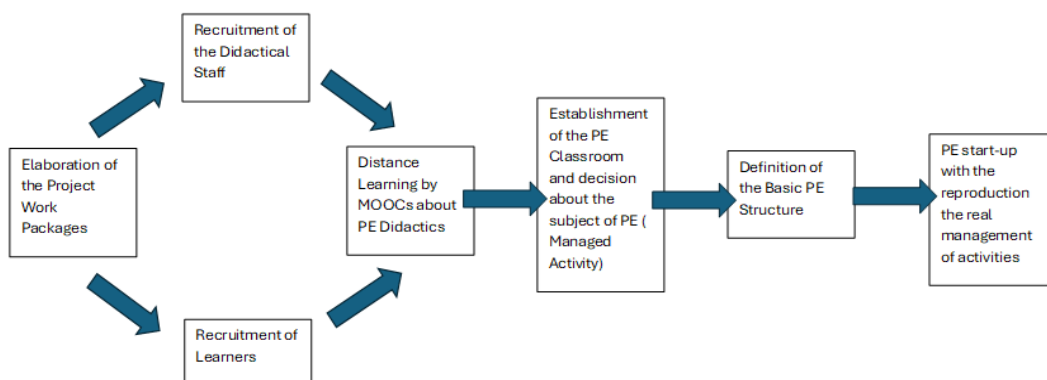 Recruitment of
the Didactical
Staff
Elaboration of
the Project
Work
Packages
Recruitment of
Learners
Distance
Learning by
MOOCs about
PE Didactics
Establishment
of the PE
Classroom
and decision
about the
subject of PE (
Managed
Activity)
Definition of
the Basic PE
Structure
PE start-up
with the
reproduction
the real
management
of activities